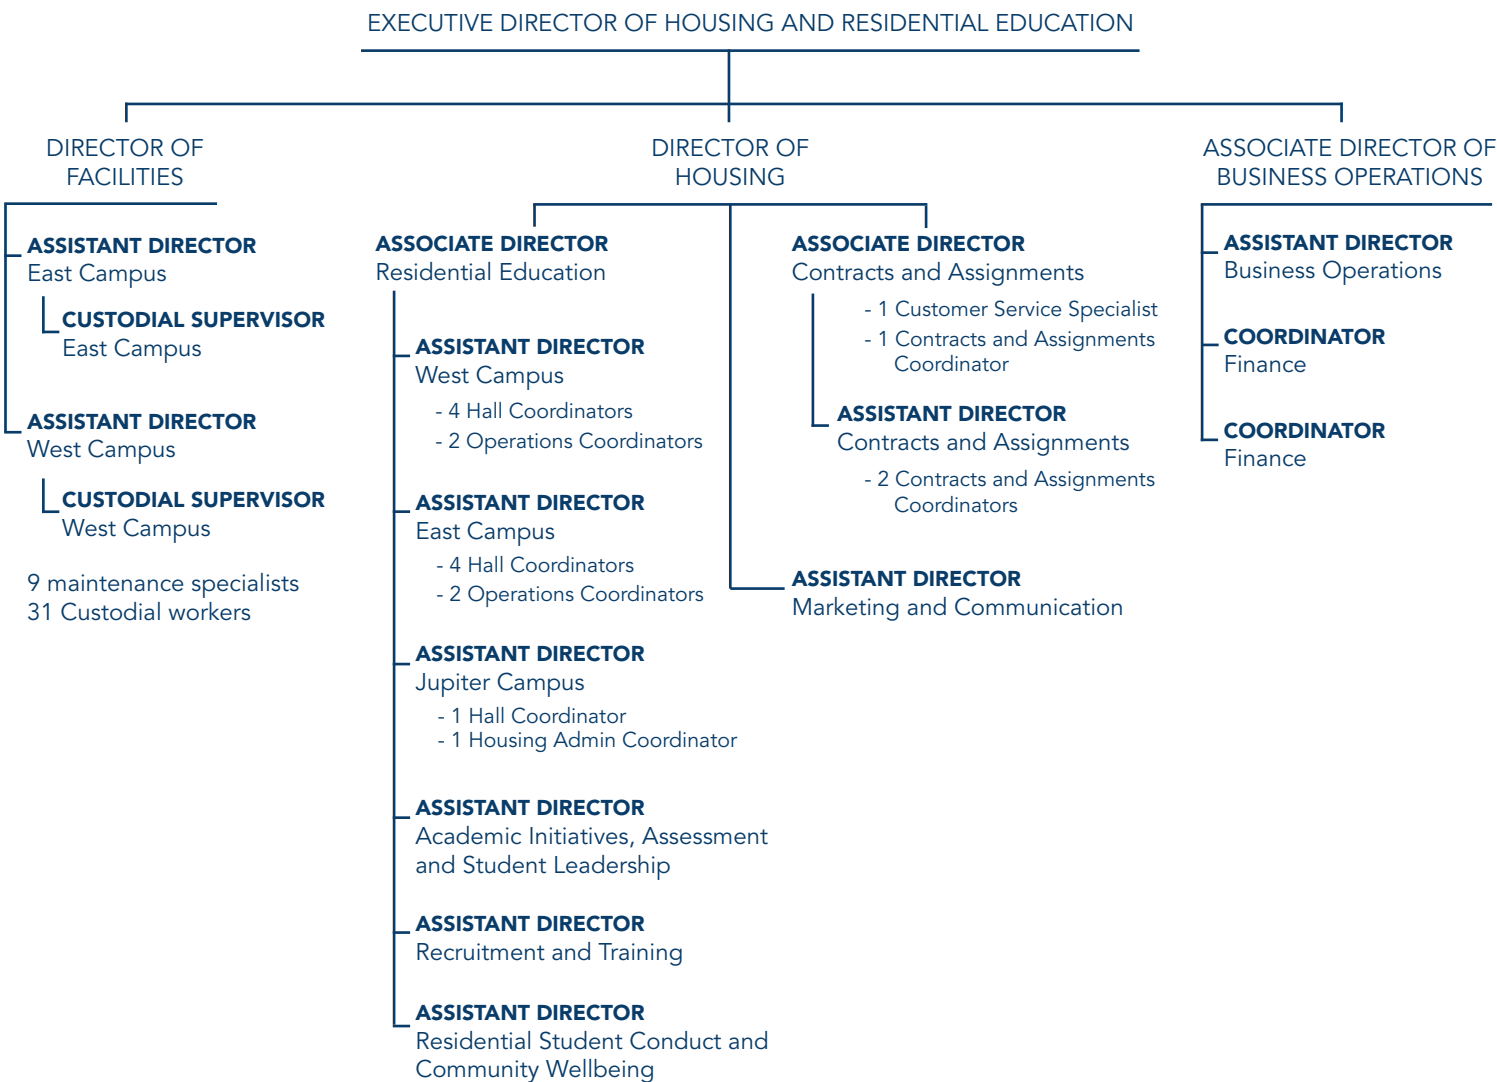 EXECUTIVE DIRECTOR OF HOUSING AND RESIDENTIAL EDUCATION
DIRECTOR OF
FACILITIES
ASSISTANT DIRECTOR
East Campus
CUSTODIAL SUPERVISOR
East Campus
ASSISTANT DIRECTOR
West Campus
CUSTODIAL SUPERVISOR
West Campus
9 maintenance specialists
31 Custodial workers
DIRECTOR OF
HOUSING
ASSOCIATE DIRECTOR
Residential Education
ASSISTANT DIRECTOR
West Campus
- 4 Hall Coordinators
- 2 Operations Coordinators
ASSISTANT DIRECTOR
East Campus
- 4 Hall Coordinators
- 2 Operations Coordinators
ASSISTANT DIRECTOR
Jupiter Campus
- 1 Hall Coordinator
- 1 Housing Admin Coordinator
ASSISTANT DIRECTOR
Academic Initiatives, Assessment
and Student Leadership
ASSISTANT DIRECTOR
Recruitment and Training
ASSISTANT DIRECTOR
Residential Student Conduct and
Community Wellbeing
ASSOCIATE DIRECTOR
Contracts and Assignments
- 1 Customer Service Specialist
- 1 Contracts and Assignments
Coordinator
ASSISTANT DIRECTOR
Contracts and Assignments
- 2 Contracts and Assignments
Coordinators
ASSISTANT DIRECTOR
Marketing and Communication
ASSOCIATE DIRECTOR OF
BUSINESS OPERATIONS
ASSISTANT DIRECTOR
Business Operations
COORDINATOR
Finance
COORDINATOR
Finance